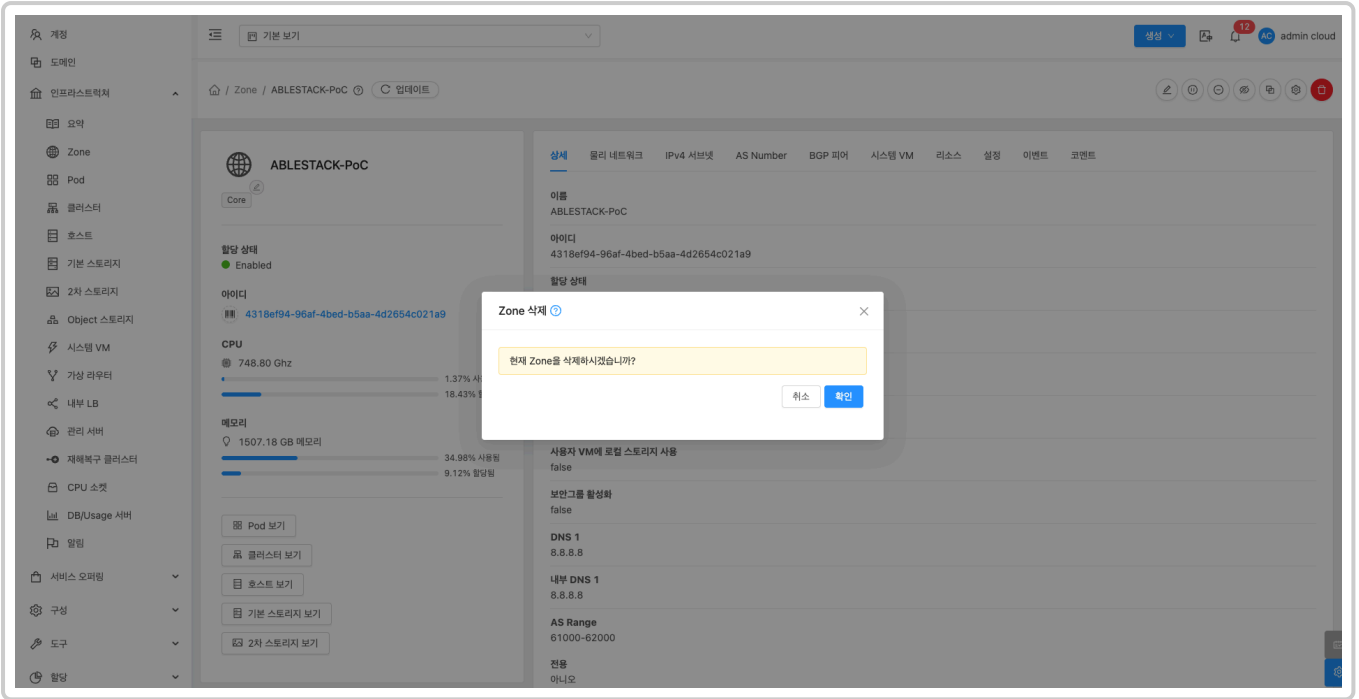 계정
기본 보기
생성
12
AC
admin cloud
도메인
인프라스트럭쳐
/ Zone / ABLESTACK-PoC
업데이트
요약
Zone
Pod
클러스터
호스트
기본 스토리지
2차 스토리지
Object 스토리지
시스템 VM
가상 라우터
내부 LB
관리 서버
재해복구 클러스터
CPU 소켓
DB/Usage 서버
알림
서비스 오퍼링
구성
도구
할당
ABLESTACK-PoC
Core
할당 상태
Enabled
아이디
4318ef94-96af-4bed-b5aa-4d2654c021a9
CPU
748.80 Ghz
1.37%
18.43%
메모리
1507.18 GB 메모리
34.98% 사용됨
9.12% 할당됨
Pod 보기
클러스터 보기
호스트 보기
기본 스토리지 보기
2차 스토리지 보기
상세 물리 네트워크 IPv4 서브넷 AS Number BGP 피어 시스템 VM 리소스 설정 이벤트 코멘트
이름
ABLESTACK-PoC
아이디
4318ef94-96af-4bed-b5aa-4d2654c021a9
할당 상태
Zone 삭제
현재 Zone을 삭제하시겠습니까?
취소 확인
사용자 VM에 로컬 스토리지 사용
false
보안그룹 활성화
false
DNS 1
8.8.8.8
내부 DNS 1
8.8.8.8
AS Range
61000-62000
전용
아니오